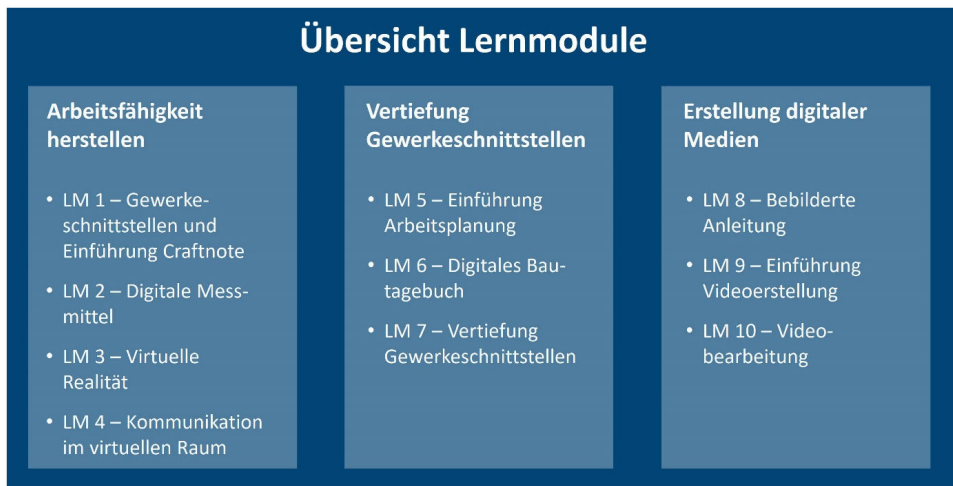 Übersicht Lernmodule
Arbeitsfähigkeit
herstellen
• LM 1 – Gewerke-
schnittstellen und
Einführung Craftnote
• LM 2 – Digitale Mess-
mittel
• LM 3 – Virtuelle
Realität
• LM 4 – Kommunikation
im virtuellen Raum
Vertiefung
Gewerkeschnittstellen
• LM 5 – Einführung
Arbeitsplanung
• LM 6 – Digitales Bau-
tagebuch
• LM 7 – Vertiefung
Gewerkeschnittstellen
Erstellung digitaler
Medien
• LM 8 – Bebilderte
Anleitung
• LM 9 – Einführung
Videoerstellung
• LM 10 – Video-
bearbeitung